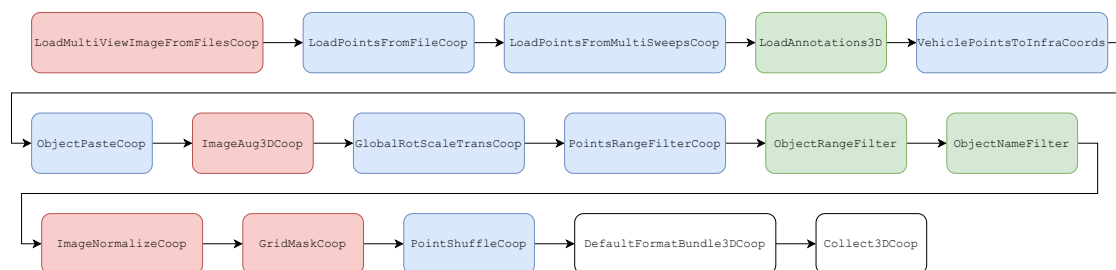 LoadMultiViewImageFromFilesCoop
LoadPointsFromFileCoop
LoadPointsFromMultiSweepsCoop
LoadAnnotations3D
VehiclePointsToInfraCoords
ObjectPasteCoop
ImageAug3DCoop
GlobalRotScaleTransCoop
PointsRangeFilterCoop
ObjectRangeFilter
ObjectNameFilter
ImageNormalizeCoop
GridMaskCoop
PointShuffleCoop
DefaultFormatBundle3DCoop
Collect3DCoop